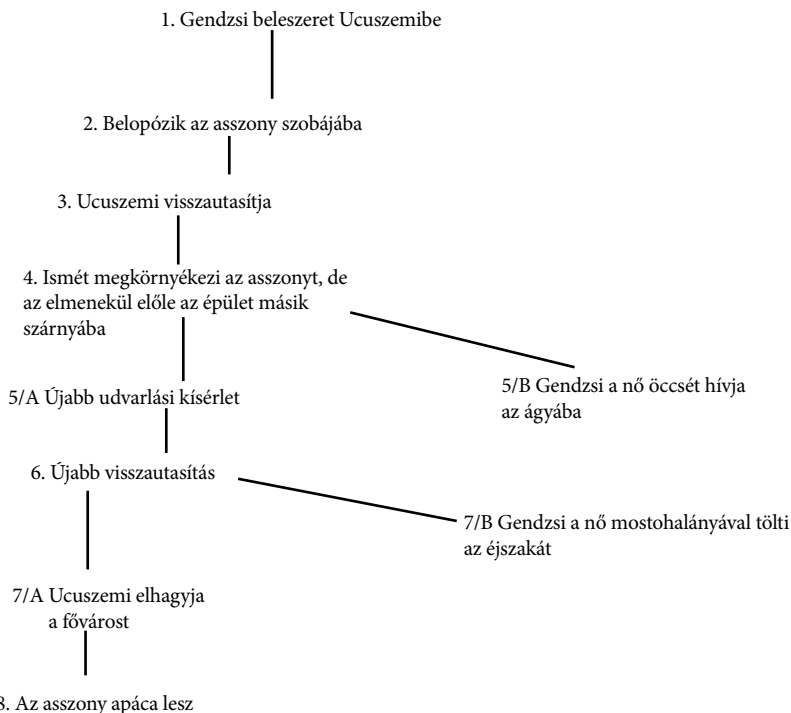 1. Gendzsi beleszeret Ucuszemibe
2. Belopózik az asszony szobájába
3. Ucuszemi visszautasítja
4. Ismét megkörnyékezi az asszonyt, de
az elmenekül előle az épület másik
szárnyába
5/A Újabb udvarlási kísérlet
5/B Gendzsi a nő öccsét hívja
az ágyába
6. Újabb visszautasítás
7/B Gendzsi a nő mostohalányával tölti
az éjszakát
7/A Ucuszemi elhagyja
a fővárost
8. Az asszony apáca lesz